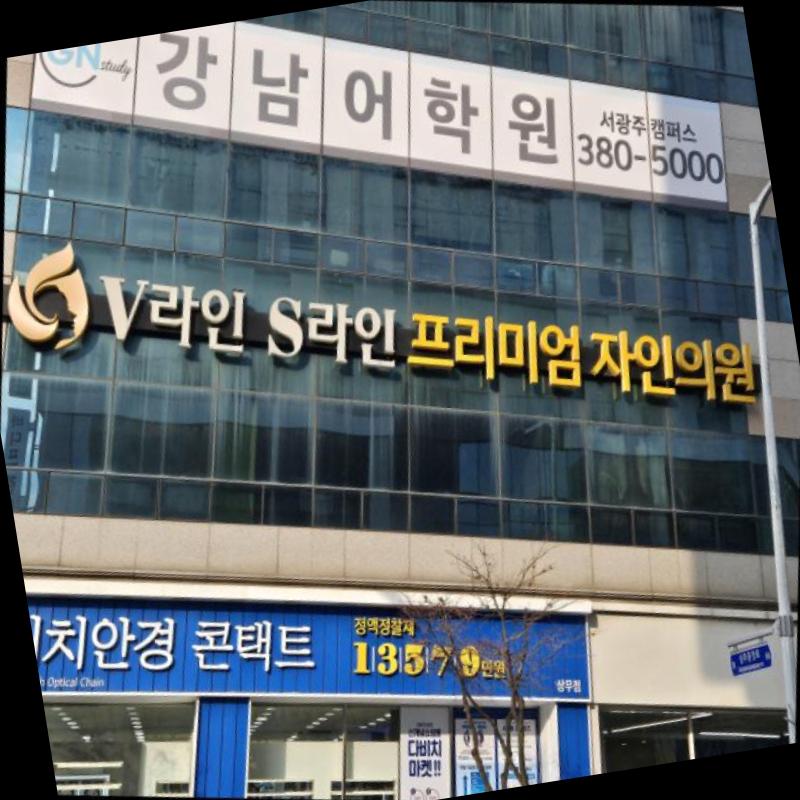 GN study
강남어학원
서광주캠퍼스
380-5000
V라인 S라인 프리미엄 자인의원
치안경 콘택트
Optical Chain
정액정찰제
1 3 5 7 9만원
상무점
다비치
마켓!!